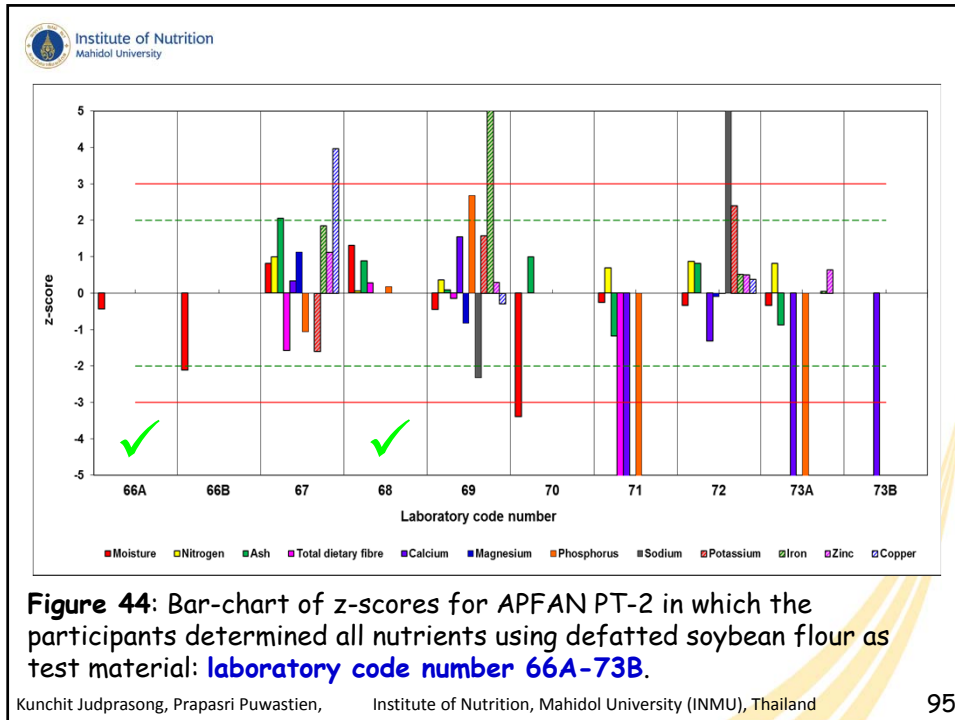 Institute of Nutrition
Mahidol University
5
4
3
2
1
0
-1
-2
-3
-4
-5
z-score
66A 66B 67 68 69 70 71 72 73A 73B
Laboratory code number
Moisture Nitrogen Ash Total dietary fibre Calcium Magnesium Phosphorus Sodium Potassium Iron Zinc Copper
Figure 44: Bar-chart of z-scores for APFAN PT-2 in which the
participants determined all nutrients using defatted soybean flour as
test material: laboratory code number 66A-73B.
Kunchit Judprasong, Prapasri Puwastien, Institute of Nutrition, Mahidol University (INMU), Thailand 95